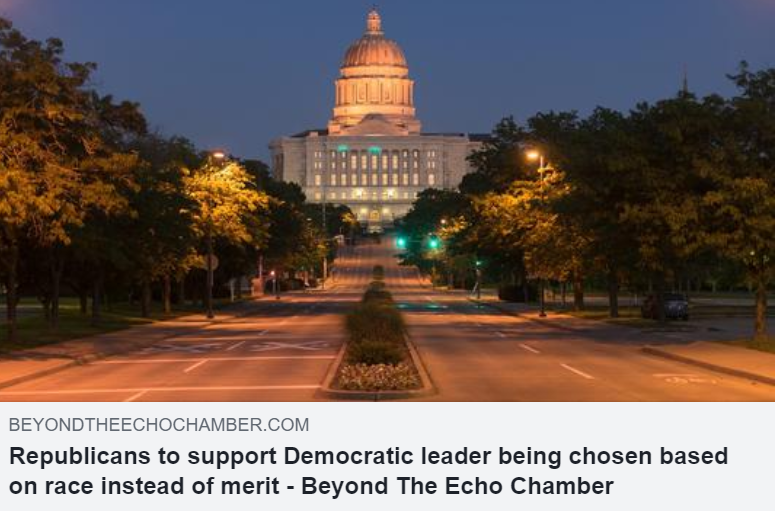 BEYONDTHEECHOCHAMBER.COM
Republicans to support Democratic leader being chosen based
on race instead of merit - Beyond The Echo Chamber